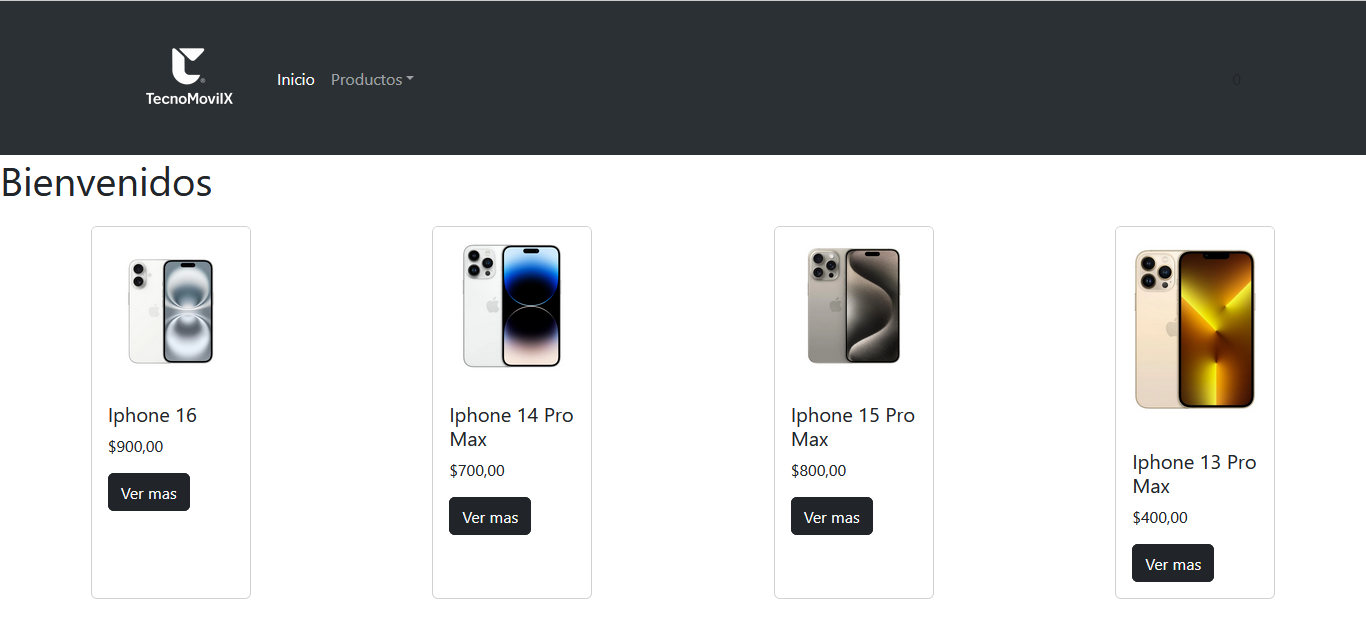 TecnoMovilX
Inicio
Productos
0
Bienvenidos
Iphone 16
$900,00
Ver mas
Iphone 14 Pro
Max
$700,00
Ver mas
Iphone 15 Pro
Max
$800,00
Ver mas
Iphone 13 Pro
Max
$400,00
Ver mas